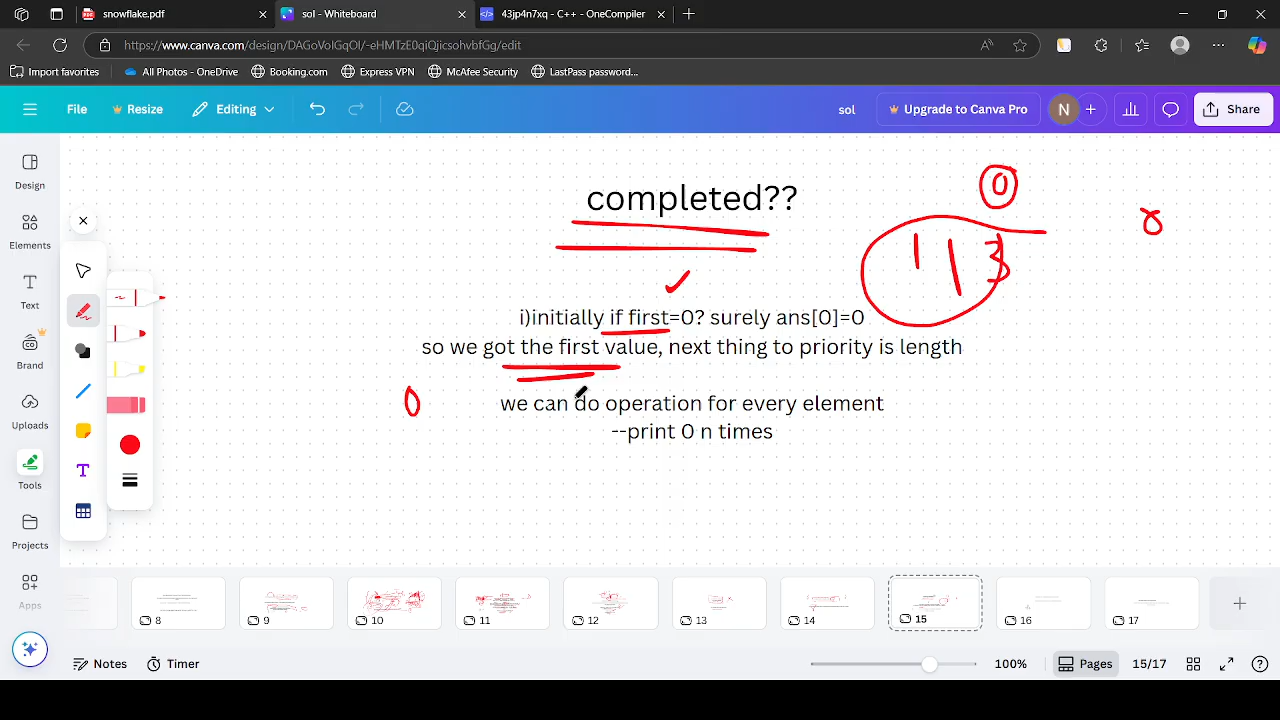 snowflake.pdf
sol - Whiteboard
43jp4n7xq - C++ - OneCompiler
https://www.canva.com/design/DAGoVolGqOI/-eHMTzE0qiQjicsohvbfGg/edit
Import favorites
All Photos - OneDrive
Booking.com
Express VPN
McAfee Security
LastPass password...
File
Resize
Editing
sol
Upgrade to Canva Pro
N
Share
Design
Elements
Text
Brand
Uploads
Tools
Projects
Apps
completed??
0
113
i)initially if first=0? surely ans[0]=0
so we got the first value, next thing to priority is length
0
we can do operation for every element
--print 0 n times
8
9
10
11
12
13
14
15
16
17
Notes
Timer
100%
Pages
15/17